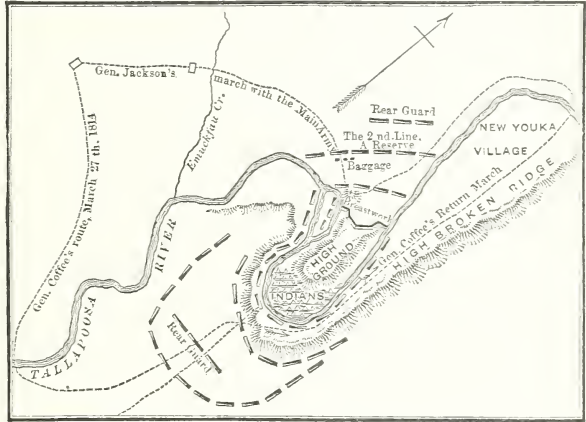 Gen. Jackson's
march with the Main Army
Emuckfau Cr.
Gen. Coffee's route, March 27 th. 1814
Rear Guard
The 2nd. Line.
A Reserve
Baggage
NEW YOUKA
VILLAGE
Breastwork
Gen. Coffee's Return March
HIGH BROKEN RIDGE
HIGH
GROUND
INDIANS
Rear Guard
TALLAPOOSA RIVER